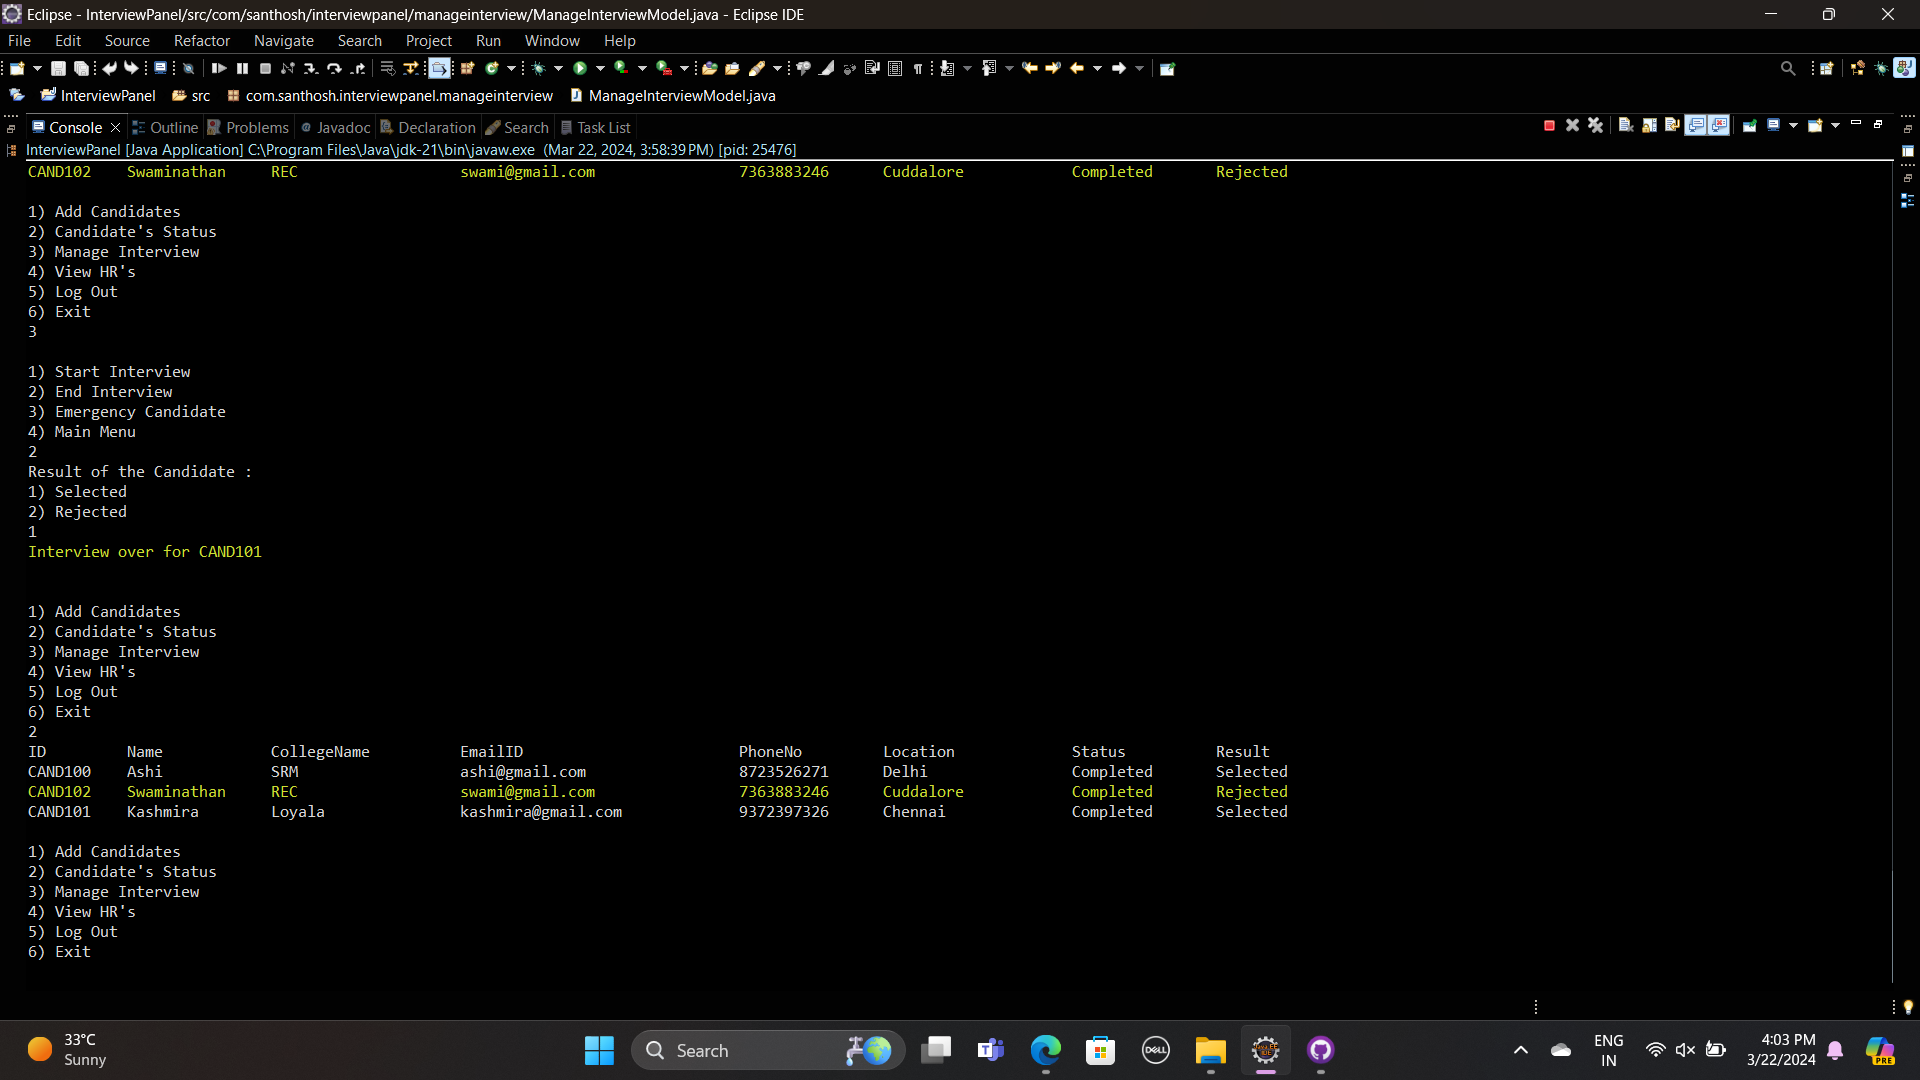 Eclipse - InterviewPanel/src/com/santhosh/interviewpanel/manageinterview/ManageInterviewModel.java - Eclipse IDE
File Edit Source Refactor Navigate Search Project Run Window Help
InterviewPanel src com.santhosh.interviewpanel.manageinterview ManageInterviewModel.java
Console Outline Problems Javadoc Declaration Search Task List
InterviewPanel [Java Application] C:\Program Files\Java\jdk-21\bin\javaw.exe (Mar 22, 2024, 3:58:39 PM) [pid: 25476]
CAND102 Swaminathan REC swami@gmail.com 7363883246 Cuddalore Completed Rejected
1) Add Candidates
2) Candidate's Status
3) Manage Interview
4) View HR's
5) Log Out
6) Exit
3
1) Start Interview
2) End Interview
3) Emergency Candidate
4) Main Menu
2
Result of the Candidate :
1) Selected
2) Rejected
1
Interview over for CAND101
1) Add Candidates
2) Candidate's Status
3) Manage Interview
4) View HR's
5) Log Out
6) Exit
2
ID Name CollegeName EmailID PhoneNo Location Status Result
CAND100 Ashi SRM ashi@gmail.com 8723526271 Delhi Completed Selected
CAND102 Swaminathan REC swami@gmail.com 7363883246 Cuddalore Completed Rejected
CAND101 Kashmira Loyala kashmira@gmail.com 9372397326 Chennai Completed Selected
1) Add Candidates
2) Candidate's Status
3) Manage Interview
4) View HR's
5) Log Out
6) Exit
33°C
Sunny
Search
DELL
IDE
ENG
IN
4:03 PM
3/22/2024
PRE